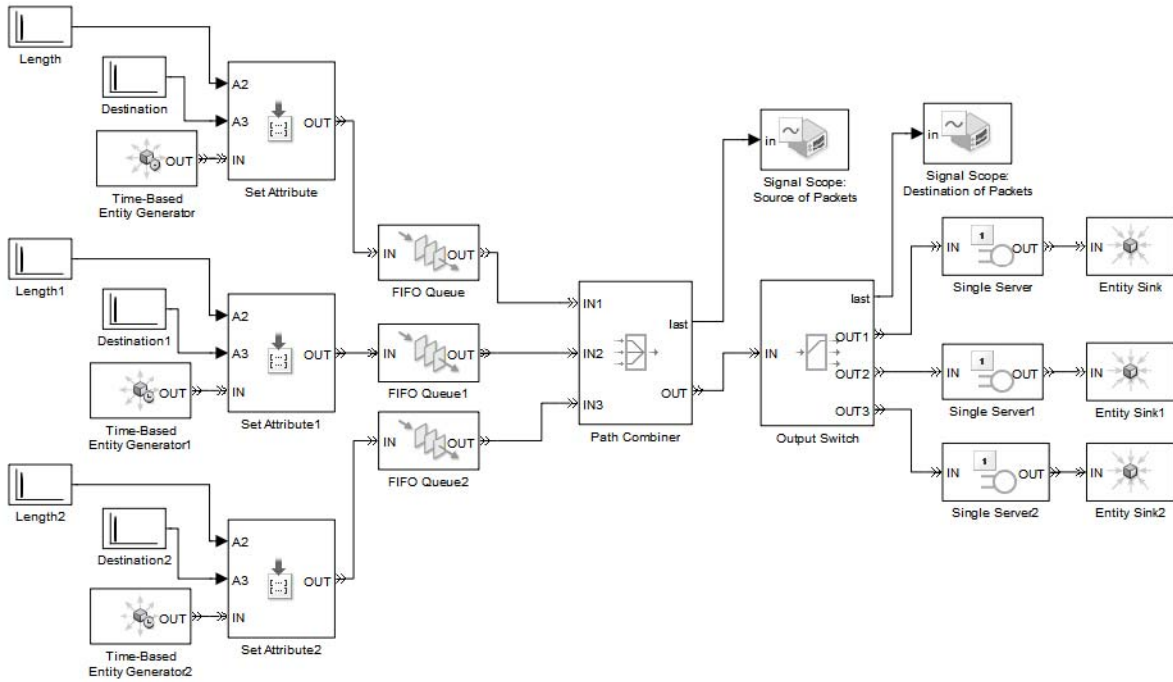 Length
Destination
A2
A3
IN
OUT
OUT
Time-Based
Entity Generator
Set Attribute
Length1
Destination1
A2
A3
IN
OUT
OUT
Time-Based
Entity Generator1
Set Attribute1
Length2
Destination2
A2
A3
IN
OUT
OUT
Time-Based
Entity Generator2
Set Attribute2
IN
OUT
FIFO Queue
IN
OUT
FIFO Queue1
IN
OUT
FIFO Queue2
IN1
IN2
IN3
last
OUT
Path Combiner
in
Signal Scope:
Source of Packets
in
Signal Scope:
Destination of Packets
IN
last
OUT1
OUT2
OUT3
Output Switch
IN
1
OUT
Single Server
IN
Entity Sink
IN
1
OUT
Single Server1
IN
Entity Sink1
IN
1
OUT
Single Server2
IN
Entity Sink2